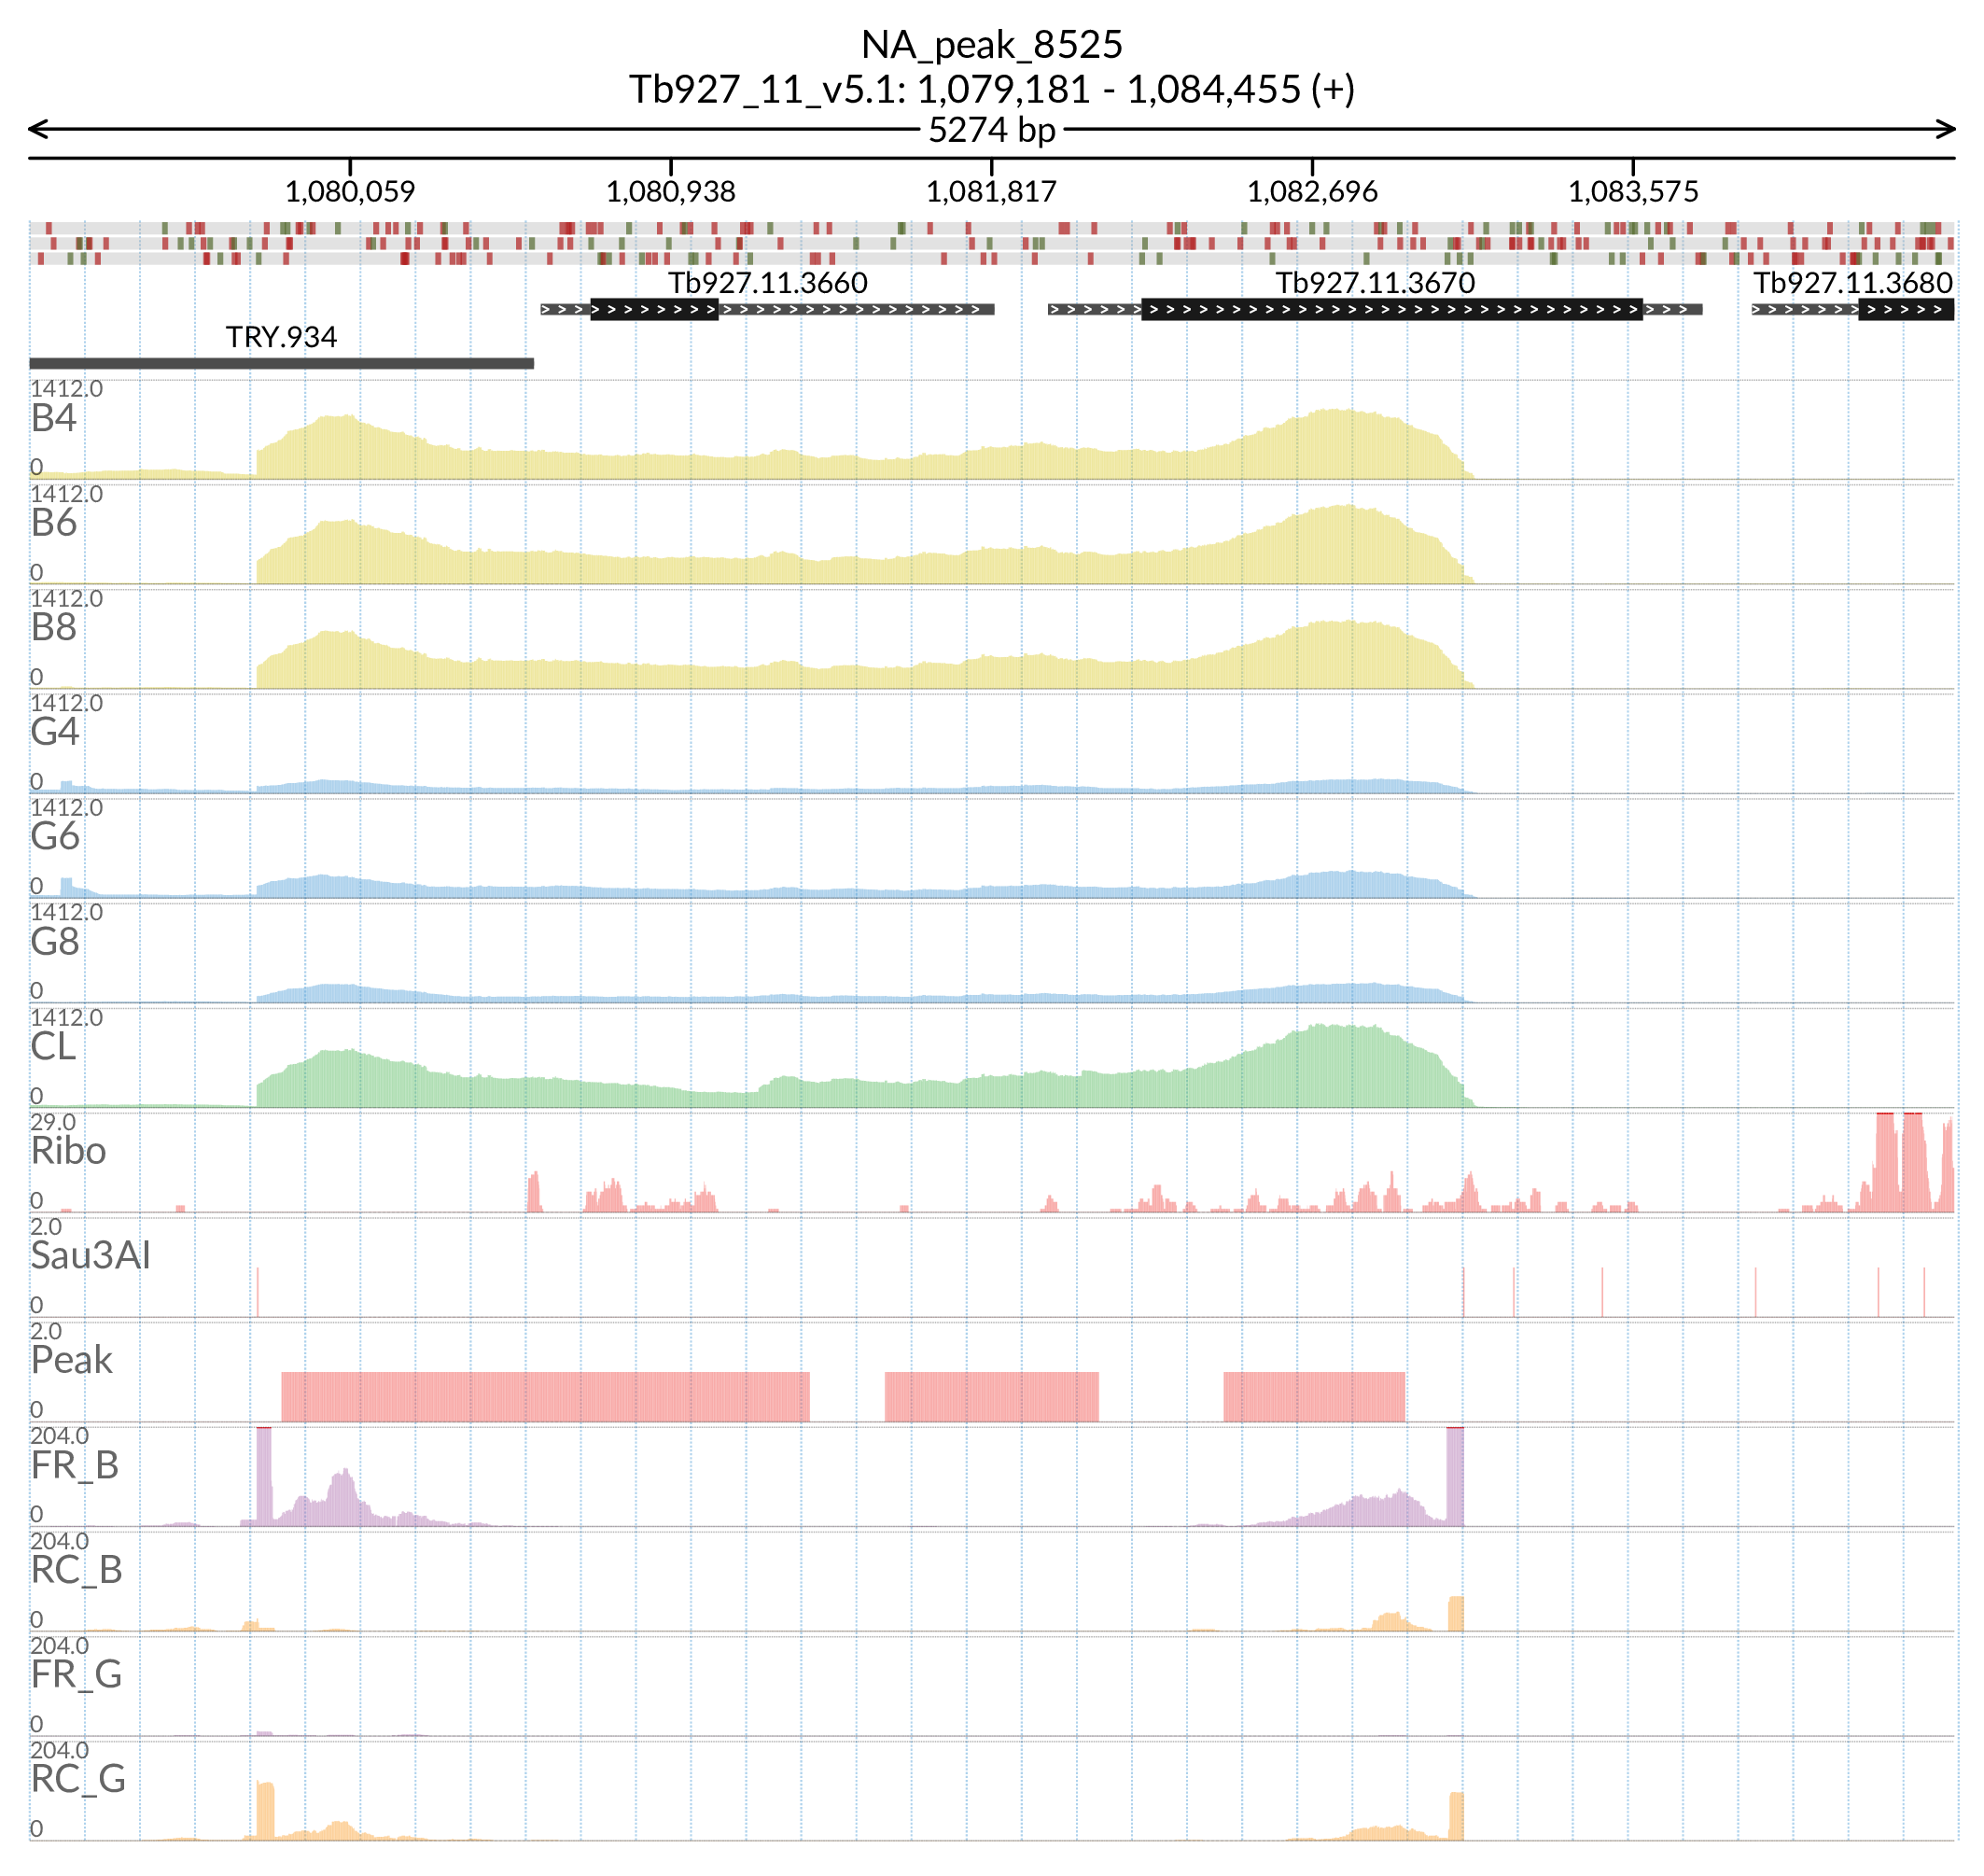 NA_peak_8525
Tb927_11_v5.1: 1,079,181 - 1,084,455 (+)
5274 bp
1,080,059 1,080,938 1,081,817 1,082,696 1,083,575
Tb927.11.3660 Tb927.11.3670 Tb927.11.3680
TRY.934
1412.0
B4
0
1412.0
B6
0
1412.0
B8
0
1412.0
G4
0
1412.0
G6
0
1412.0
G8
0
1412.0
CL
0
29.0
Ribo
0
2.0
Sau3AI
0
2.0
Peak
0
204.0
FR_B
0
204.0
RC_B
0
204.0
FR_G
0
204.0
RC_G
0